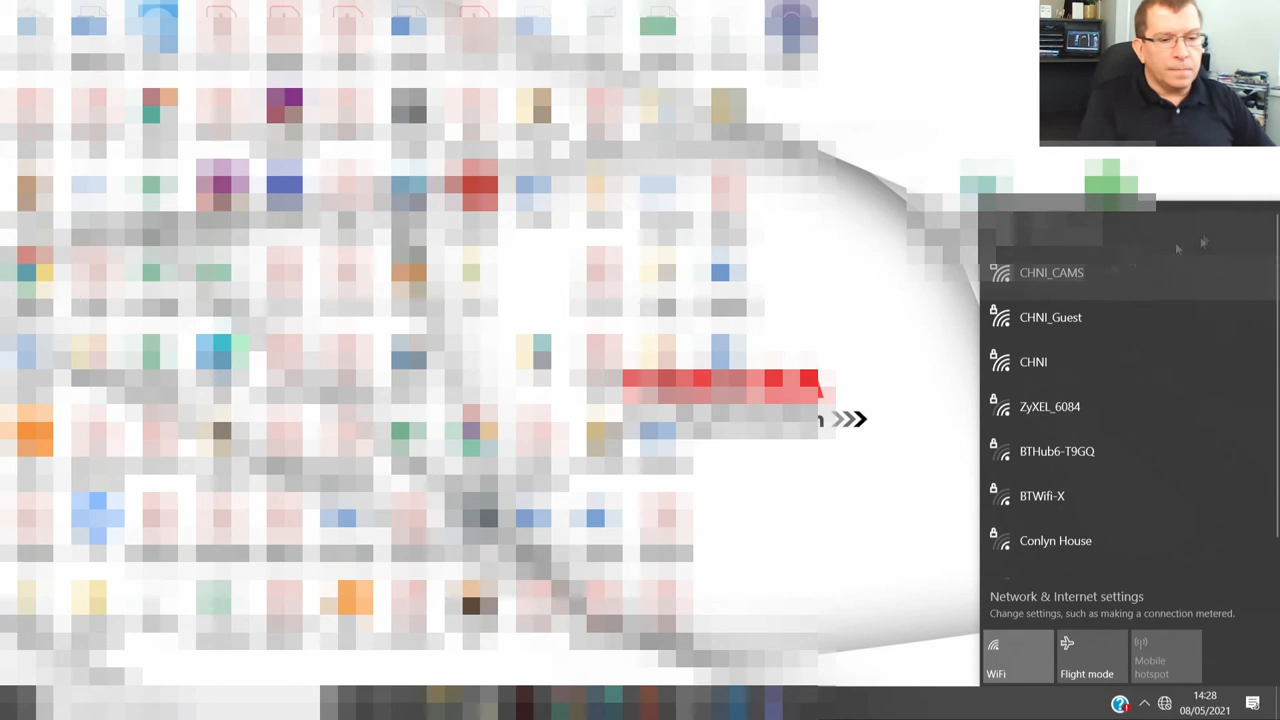 CHNI_CAMS
CHNI_Guest
CHNI
ZyXEL_6084
BTHub6-T9GQ
BTWifi-X
Conlyn House
Network & Internet settings
Change settings, such as making a connection metered.
WiFi
Flight mode
Mobile
hotspot
14:28
08/05/2021